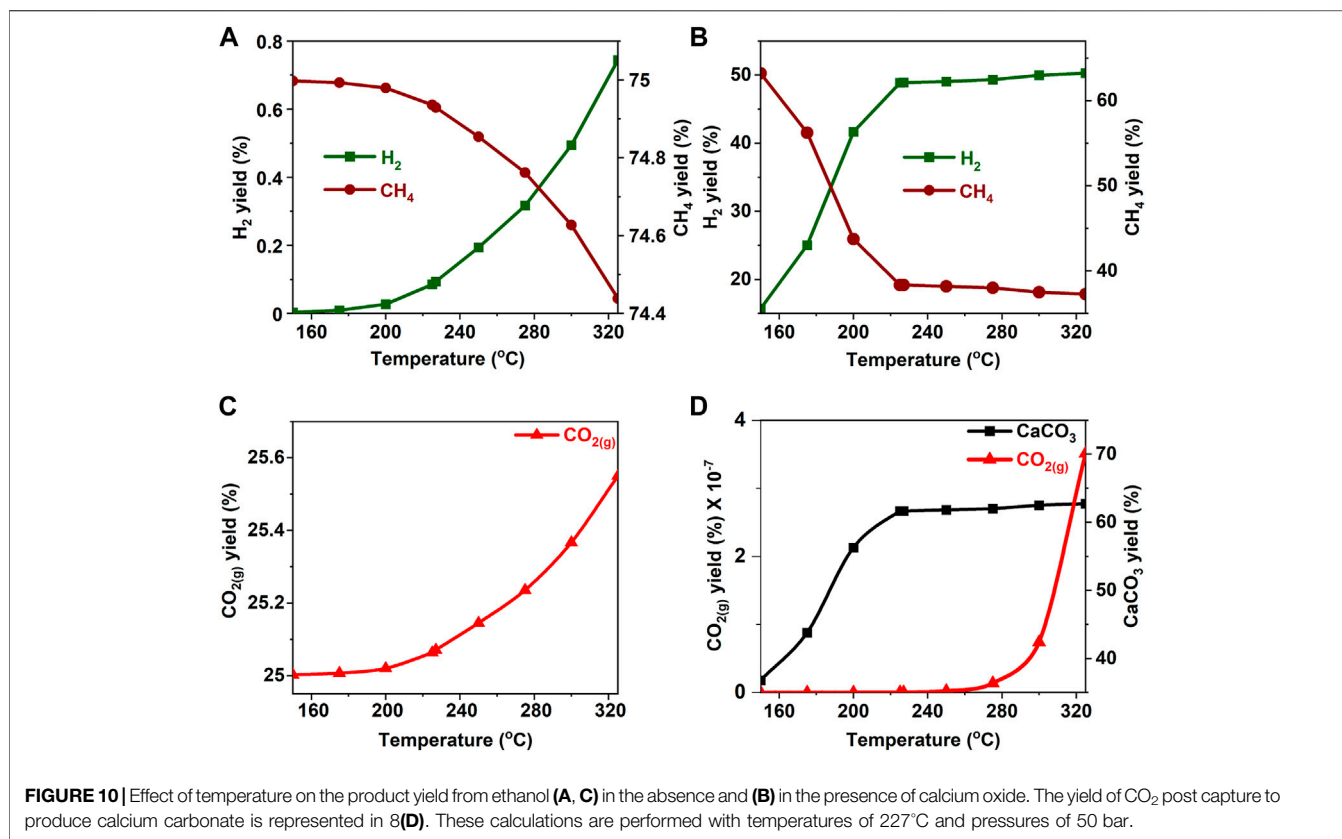 A
B
0.8
0.6
0.4
0.2
0
H2 yield (%)
H2
CH4
75
74.8
74.6
74.4
CH4 yield (%)
160 200 240 280 320
Temperature (oC)
50
40
30
20
H2 yield (%)
H2
CH4
60
50
40
CH4 yield (%)
160 200 240 280 320
Temperature (oC)
C
D
25.6
25.4
25.2
25
CO2(g) yield (%)
CO2(g)
160 200 240 280 320
Temperature (oC)
4
2
0
CO2(g) yield (%) X 10-7
CaCO3
CO2(g)
70
60
50
40
CaCO3 yield (%)
160 200 240 280 320
Temperature (oC)
FIGURE 10 | Effect of temperature on the product yield from ethanol (A, C) in the absence and (B) in the presence of calcium oxide. The yield of CO2 post capture to
produce calcium carbonate is represented in 8(D). These calculations are performed with temperatures of 227°C and pressures of 50 bar.